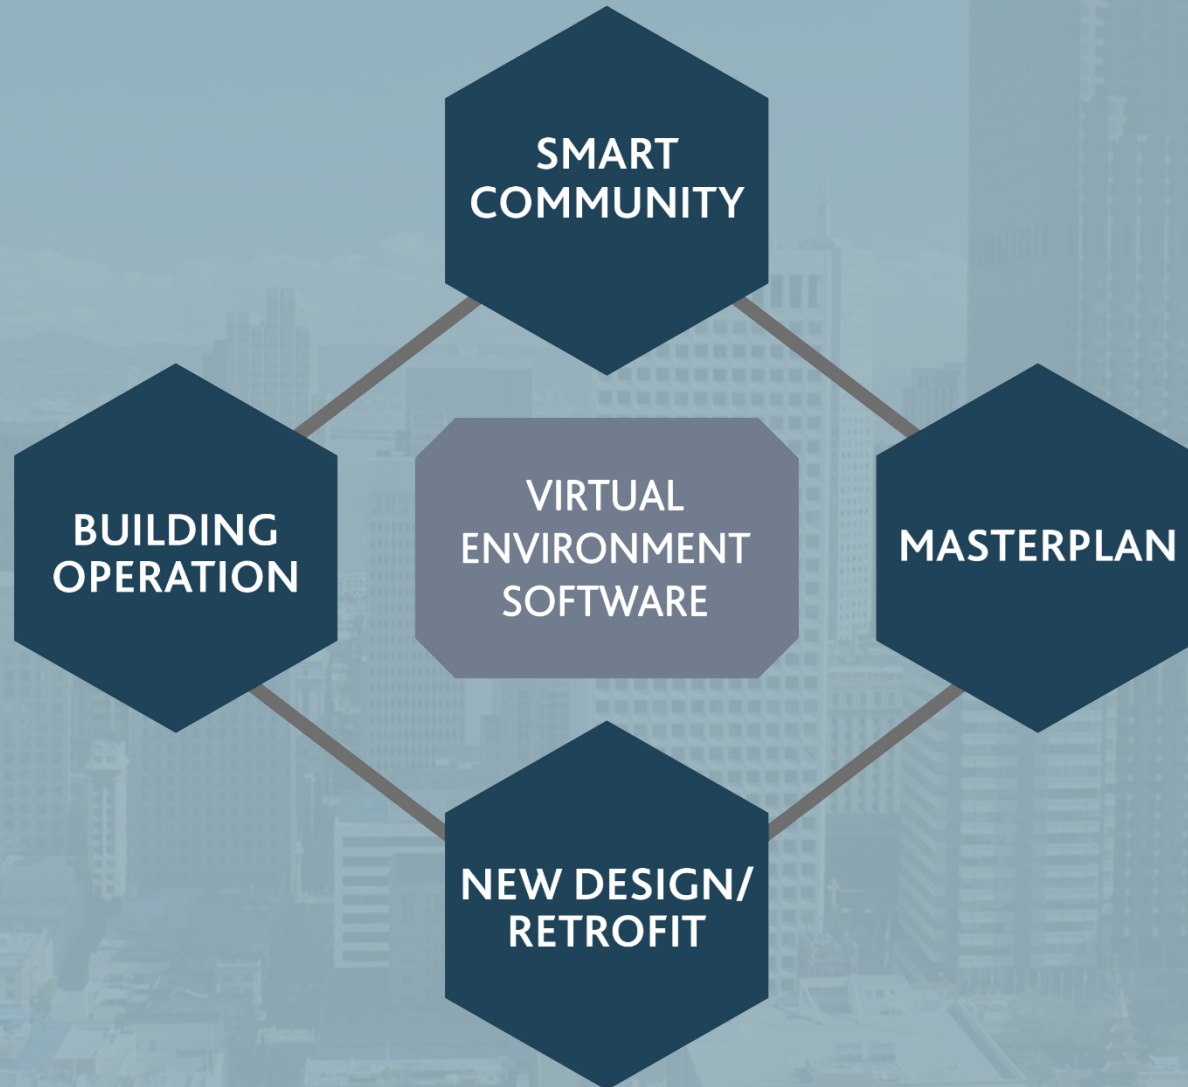 SMART
COMMUNITY
BUILDING
OPERATION
VIRTUAL
ENVIRONMENT
SOFTWARE
MASTERPLAN
NEW DESIGN/
RETROFIT